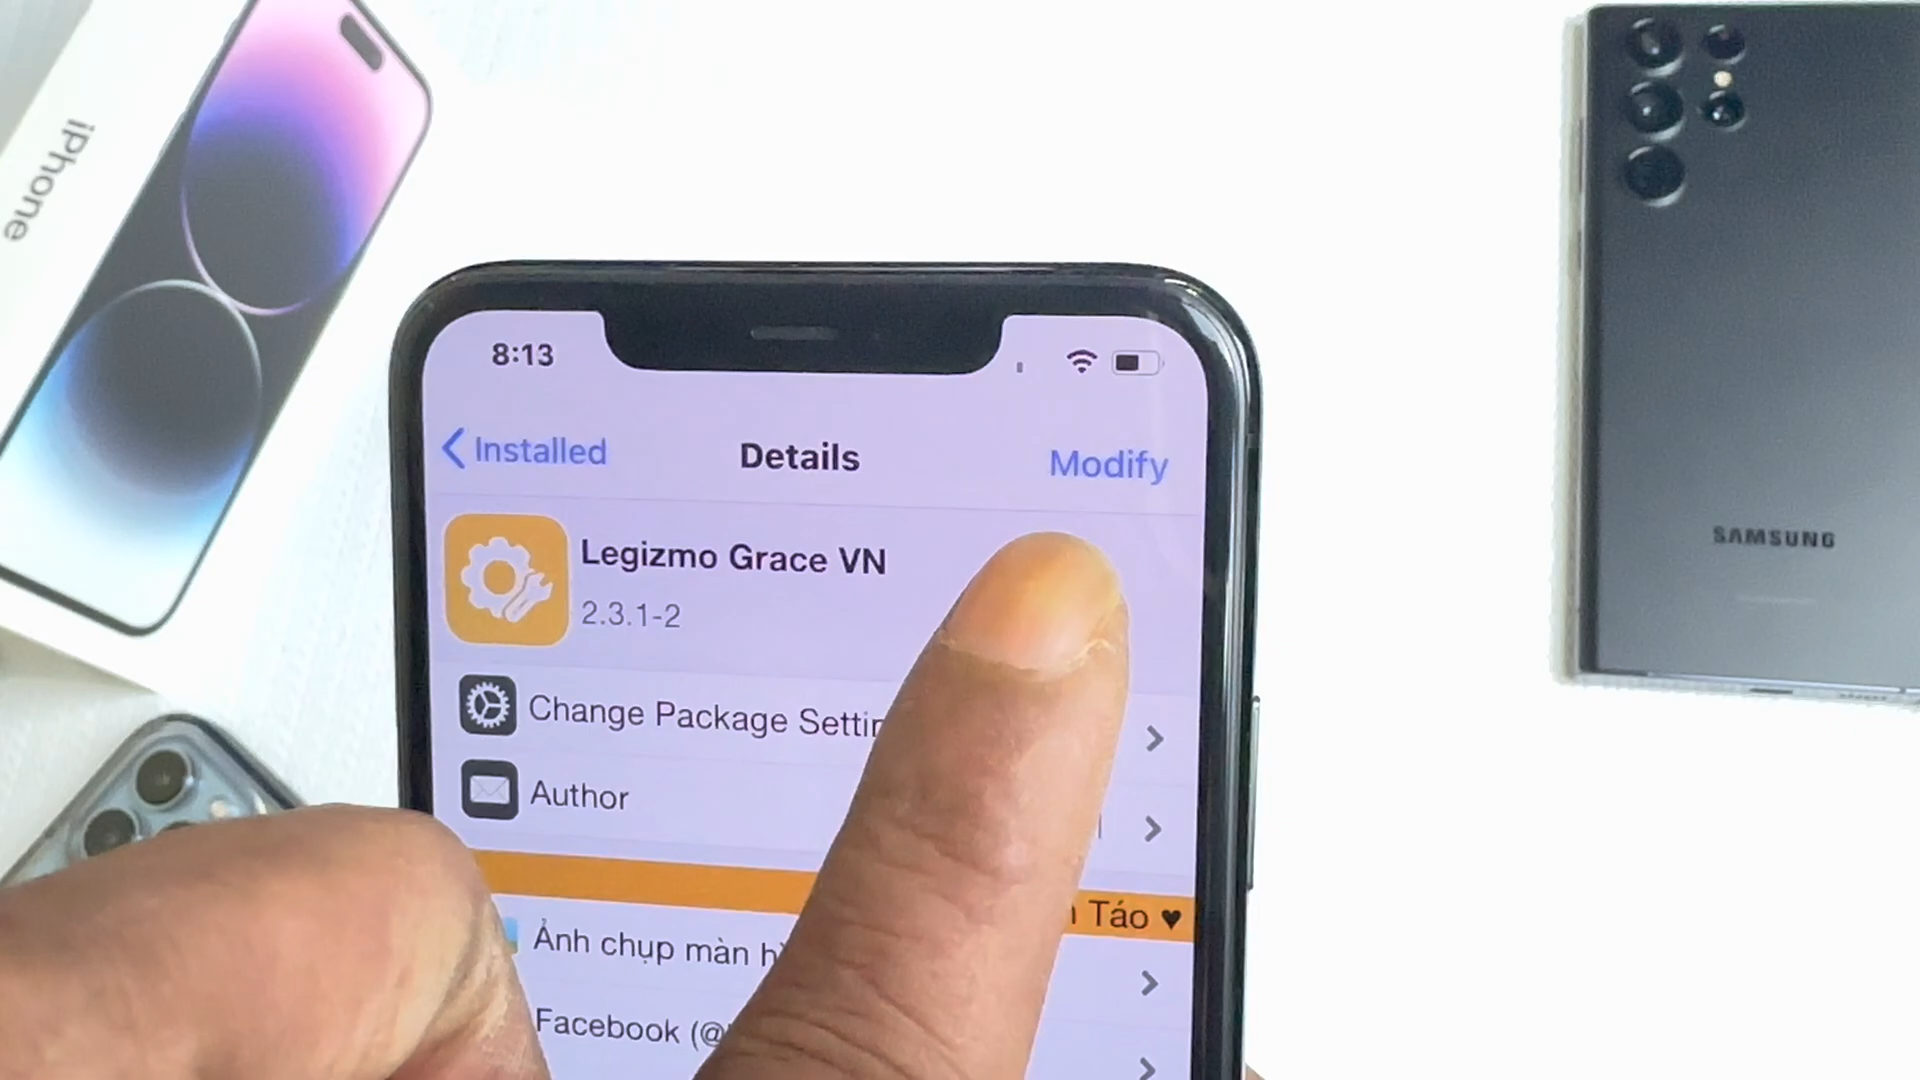 iPhone
SAMSUNG
8:13
Installed
Details
Modify
Legizmo Grace VN
2.3.1-2
Change Package
Author
Táo ♥
Ảnh chụp màn
Facebook (@